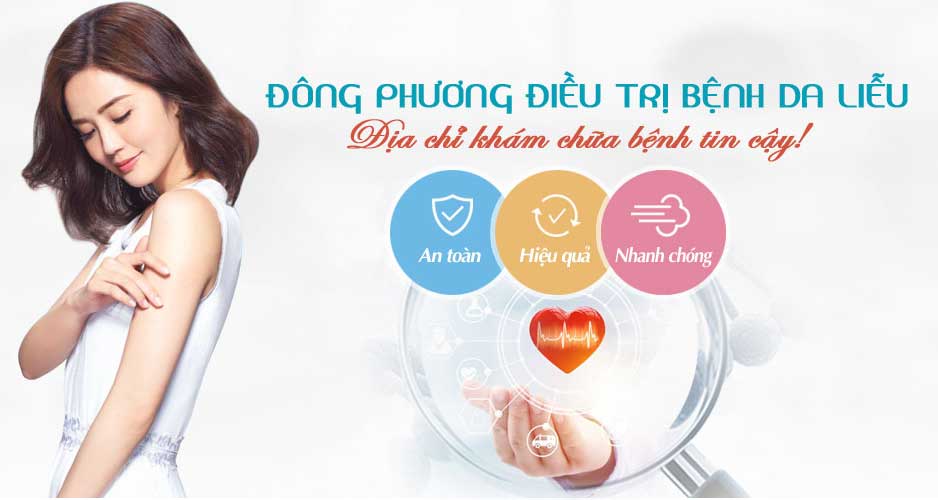 ĐÔNG PHƯƠNG ĐIỀU TRỊ BỆNH DA LIỄU
Địa chỉ khám chữa bệnh tin cậy!
An toàn
Hiệu quả
Nhanh chóng